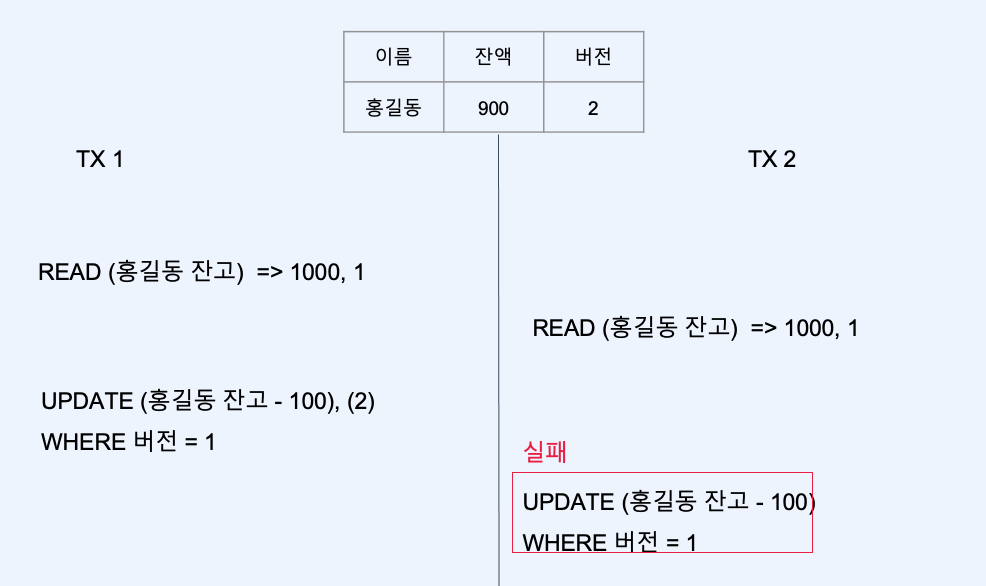 이름 잔액 버전
홍길동 900 2
TX 1
TX 2
READ (홍길동 잔고) => 1000, 1
READ (홍길동 잔고) => 1000, 1
UPDATE (홍길동 잔고 - 100), (2)
WHERE 버전 = 1
실패
UPDATE (홍길동 잔고 - 100)
WHERE 버전 = 1